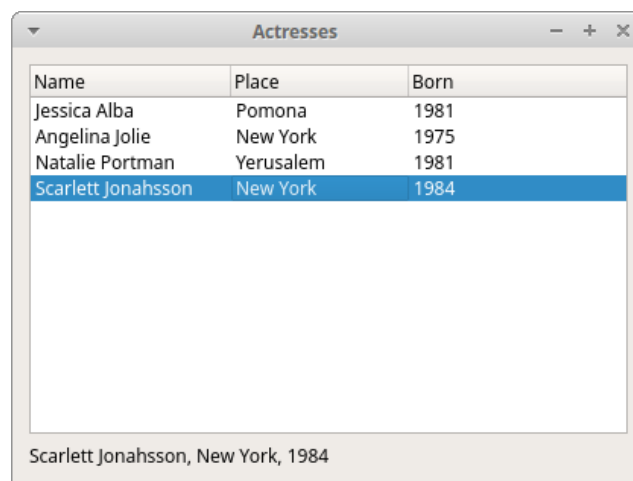 Actresses
Name Place Born
Jessica Alba Pomona 1981
Angelina Jolie New York 1975
Natalie Portman Yerusalem 1981
Scarlett Jonahsson New York 1984
Scarlett Jonahsson, New York, 1984